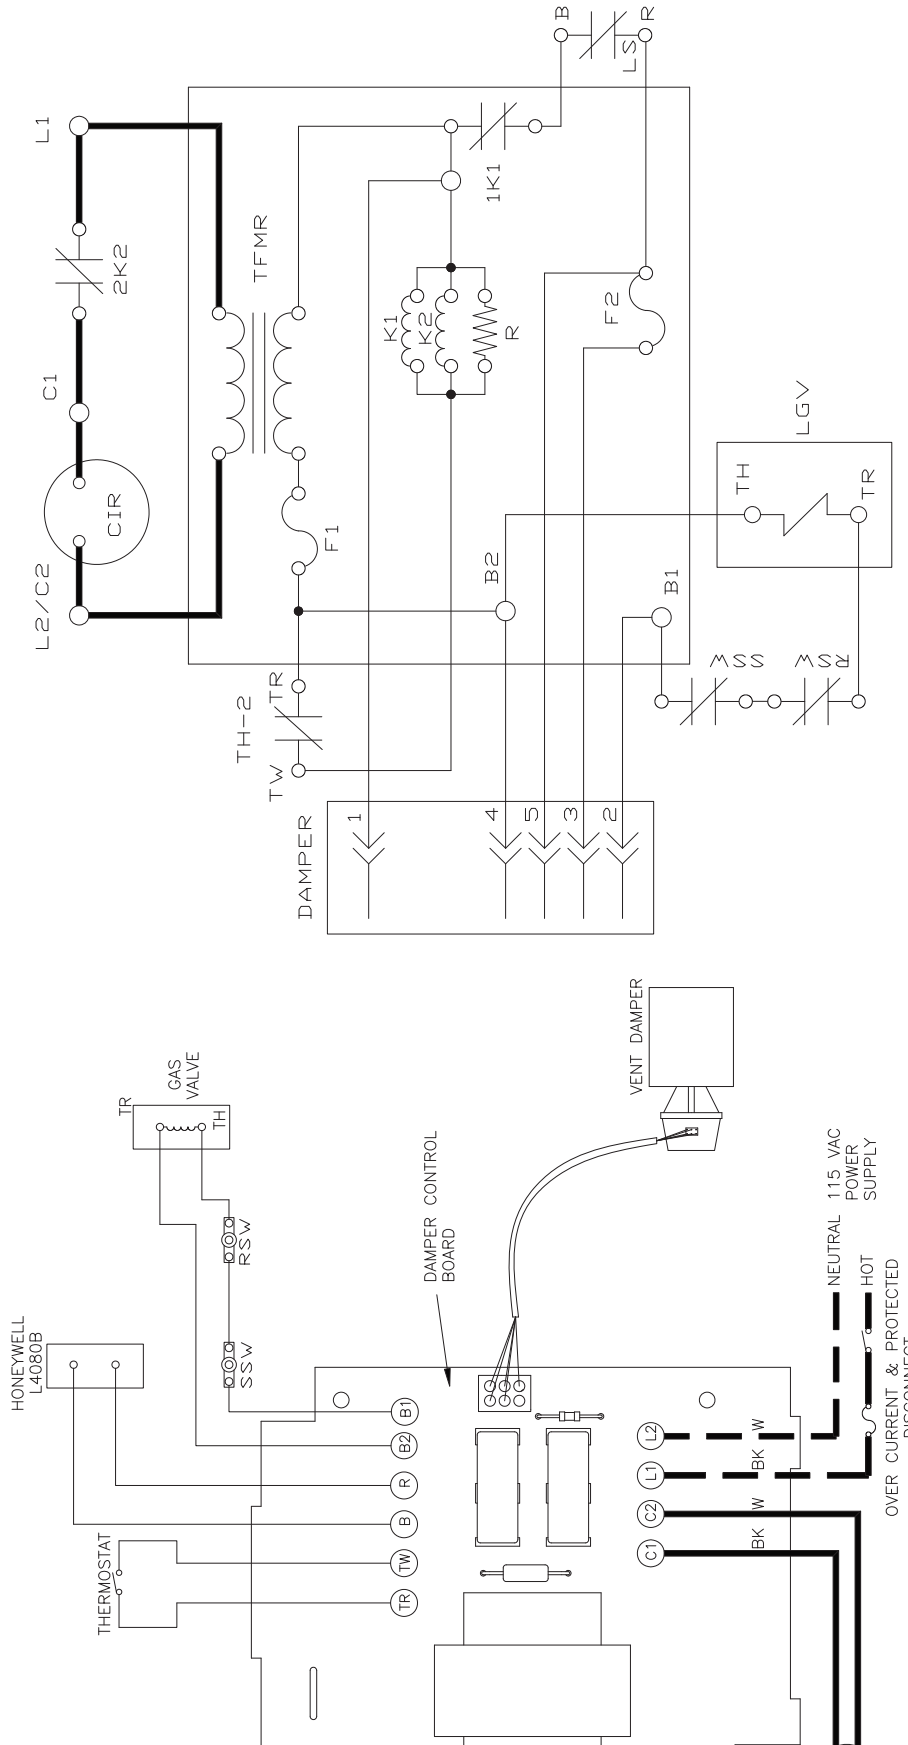 L1
2K2
C1
CIR
L2/C2
TFMR
F1
TH-2
TR
TW
K1
K2
R
1K1
B
R
LS
F2
B2
B1
LGV
TH
TR
SSW
RSW
DAMPER
1
4
5
3
2
HONEYWELL
L4080B
THERMOSTAT
GAS
VALVE
TR
TH
RSW
SSW
DAMPER CONTROL
BOARD
VENT DAMPER
B1
B2
R
B
TW
TR
L2
L1
C2
C1
W
BK
W
BK
NEUTRAL
HOT
115 VAC
POWER
SUPPLY
OVER CURRENT & PROTECTED